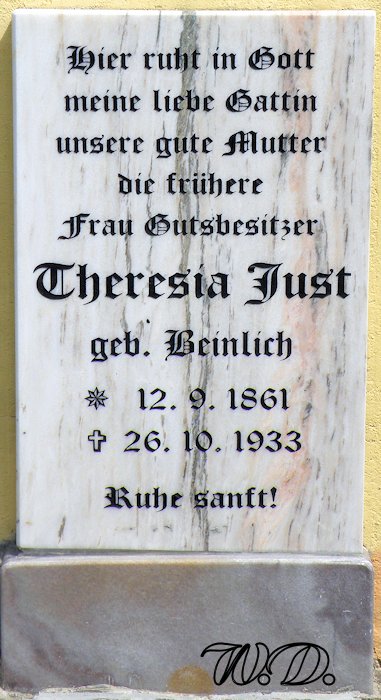 Hier ruht in Gott
meine liebe Gattin
unsere gute Mutter
die frühere
Frau Gutsbesitzer
Theresia Just
geb. Beinlich
✵ 12. 9. 1861
✞ 26. 10. 1933
Ruhe sanft!
W.D.